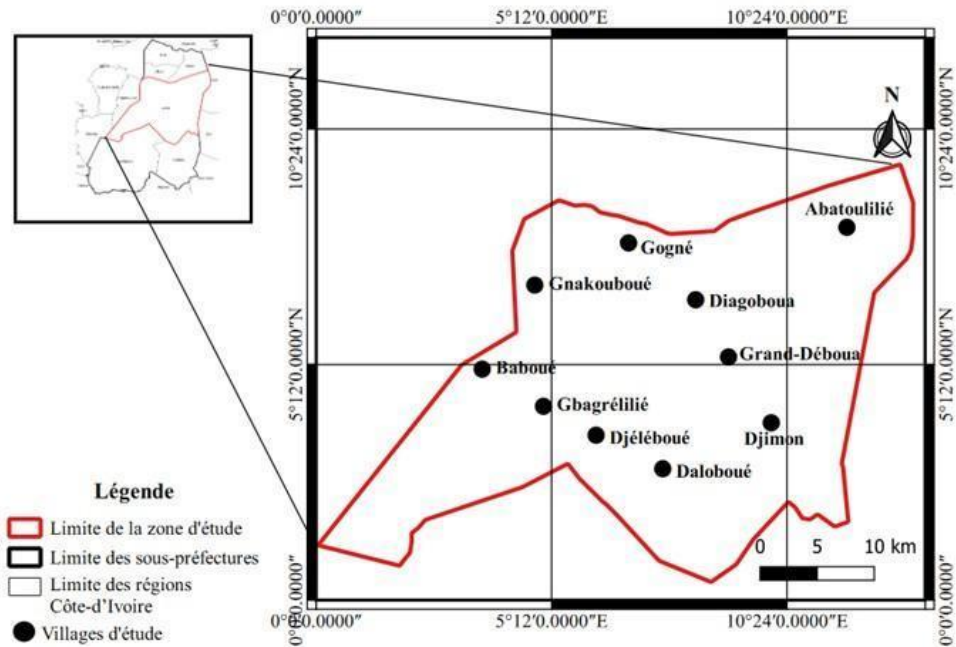 0°0'0.0000" 5°12'0.0000"E 10°24'0.0000"E
N
10°24'0.0000"N
10°24'0.0000"N
Abatoulilié
Gogné
Gnakouboué
Diagoboua
Grand-Déboua
5°12'0.0000"N
5°12'0.0000"N
Baboué
Gbagrélilié
Djéléboué
Djimon
Daloboué
Légende
Limite de la zone d'étude
Limite des sous-préfectures
Limite des régions
Côte-d'Ivoire
Villages d'étude
0 5 10 km
0°0'0.0000"
0°0'0.0000"
0°0'0.0000" 5°12'0.0000"E 10°24'0.0000"E